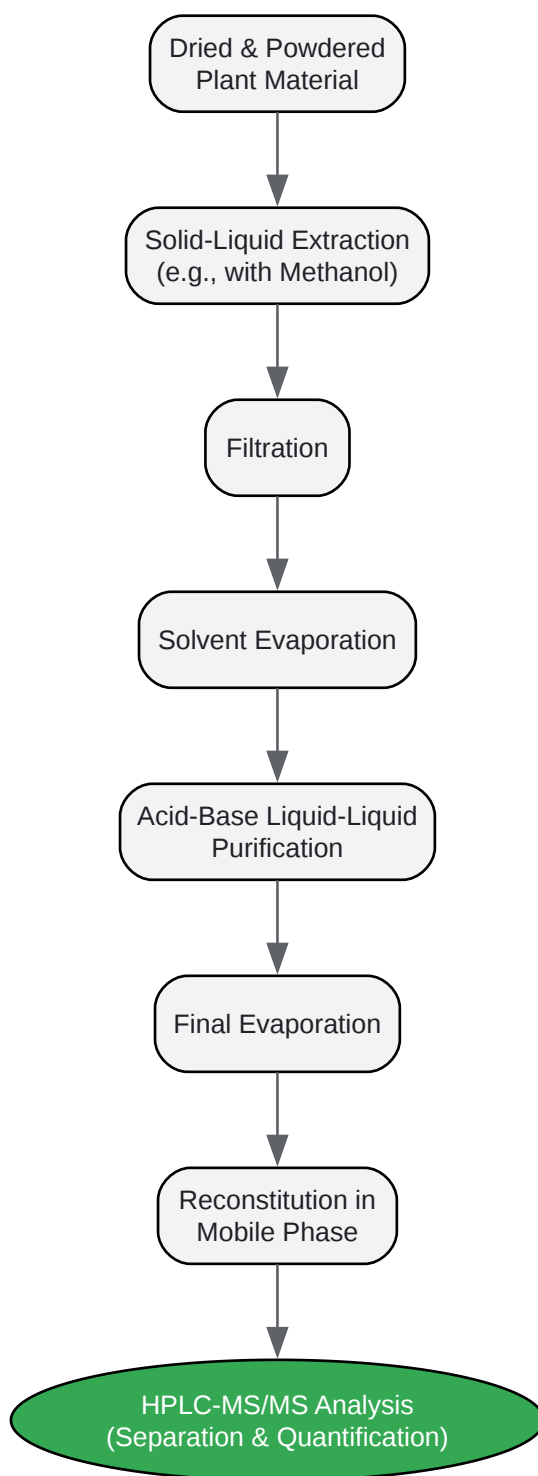 Dried & Powdered
Plant Material
Solid-Liquid Extraction
(e.g., with Methanol)
Filtration
Solvent Evaporation
Acid-Base Liquid-Liquid
Purification
Final Evaporation
Reconstitution in
Mobile Phase
HPLC-MS/MS Analysis
(Separation & Quantification)